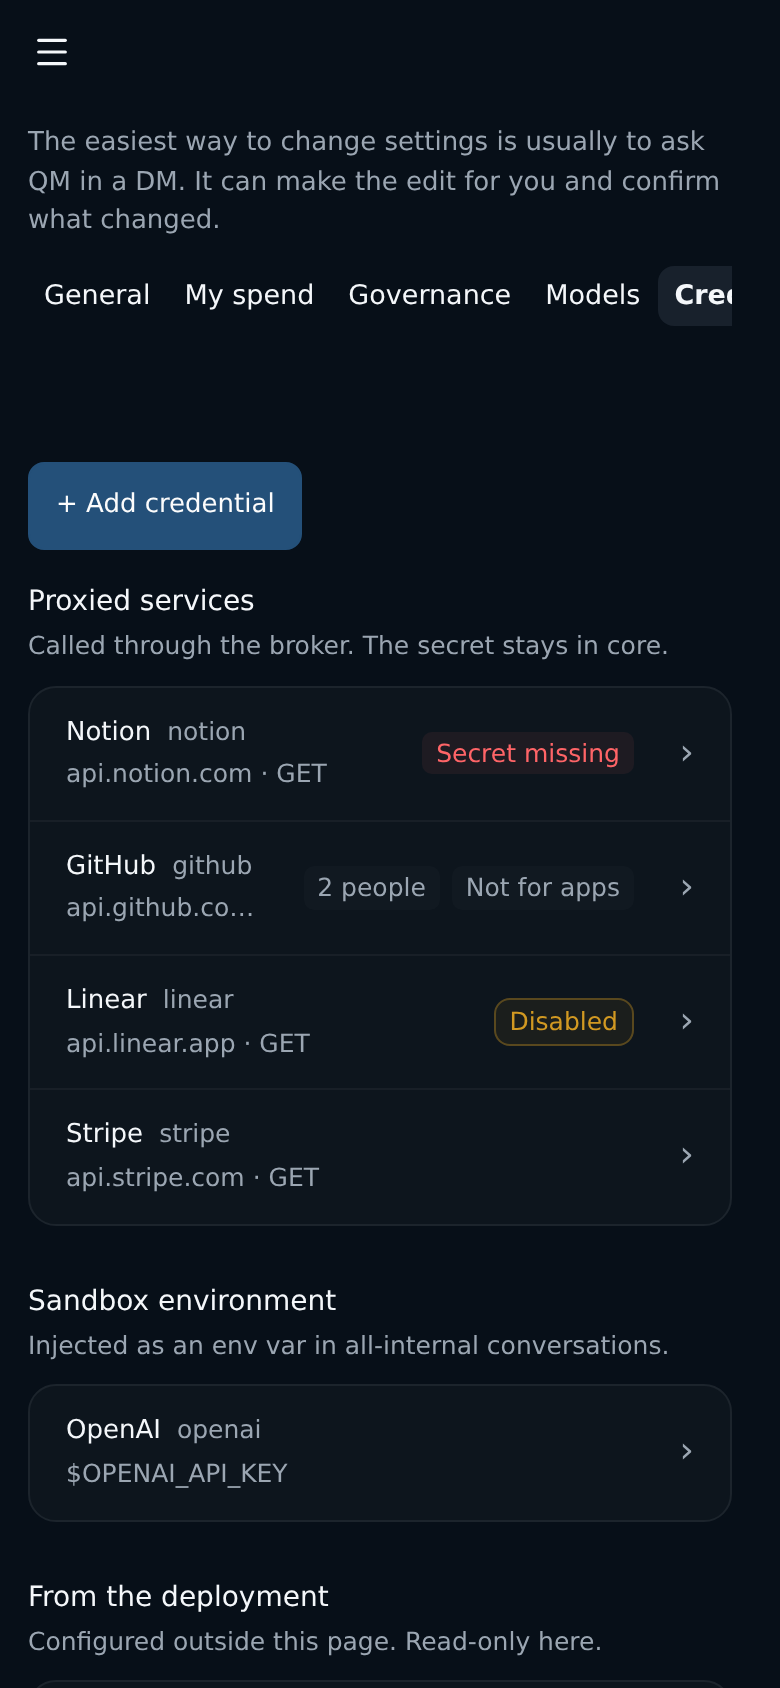 The easiest way to change settings is usually to ask
QM in a DM. It can make the edit for you and confirm
what changed.
General My spend Governance Models
+ Add credential
Proxied services
Called through the broker. The secret stays in core.
Notion notion
api.notion.com · GET
Secret missing
GitHub github
api.github.co…
2 people
Not for apps
Linear linear
api.linear.app · GET
Disabled
Stripe stripe
api.stripe.com · GET
Sandbox environment
Injected as an env var in all-internal conversations.
OpenAI openai
$OPENAI_API_KEY
From the deployment
Configured outside this page. Read-only here.